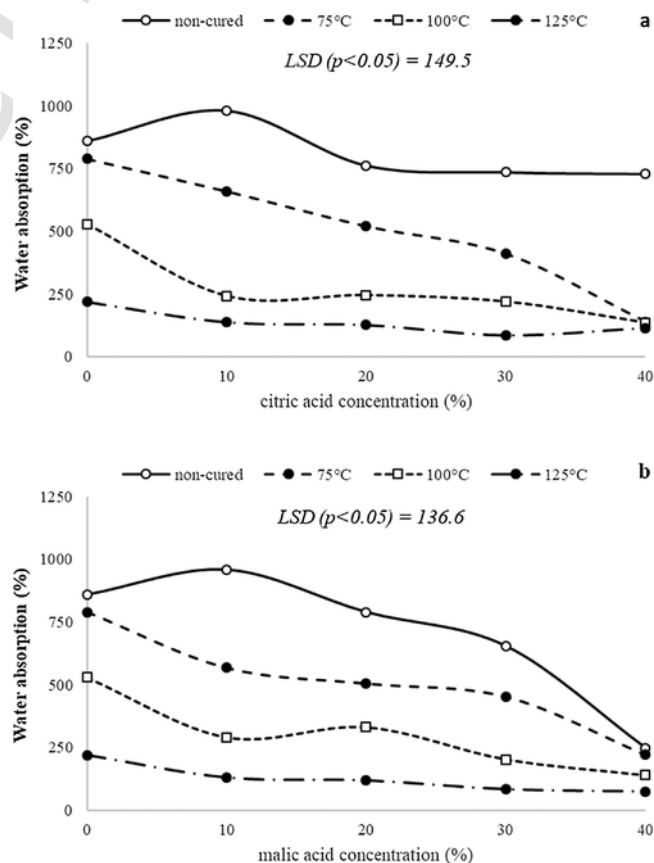 non-cured 75°C 100°C 125°C a
LSD (p<0.05) = 149.5
1250
1000
750
500
250
0
Water absorption (%)
0 10 20 30 40
citric acid concentration (%)
non-cured 75°C 100°C 125°C b
LSD (p<0.05) = 136.6
1250
1000
750
500
250
0
Water absorption (%)
0 10 20 30 40
malic acid concentration (%)